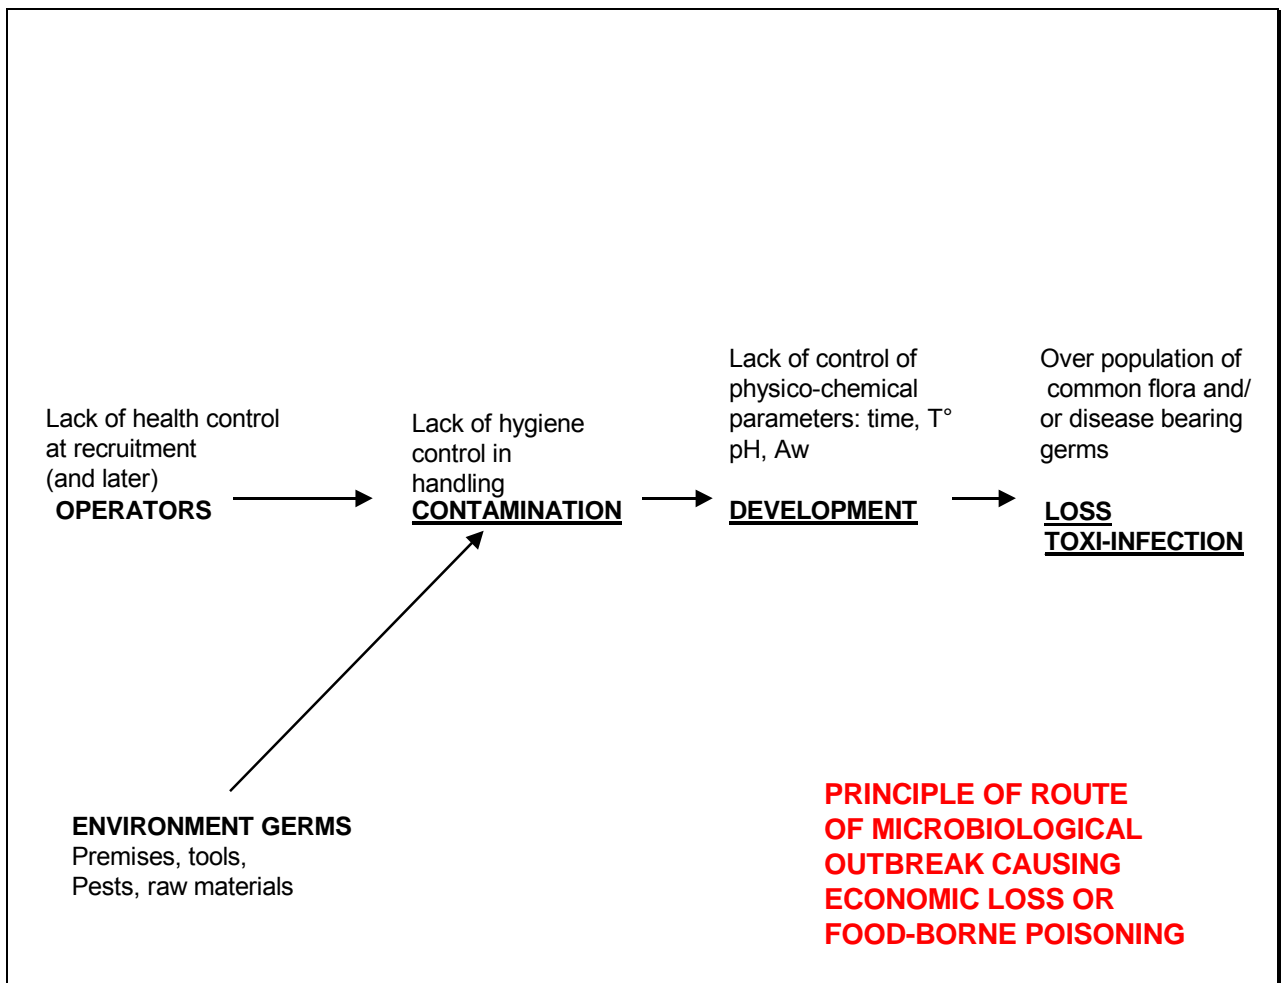 Lack of health control
at recruitment
(and later)
OPERATORS
Lack of hygiene
control in
handling
CONTAMINATION
Lack of control of
physico-chemical
parameters: time, T°
pH, Aw
DEVELOPMENT
Over population of
common flora and/
or disease bearing
germs
LOSS
TOXI-INFECTION
ENVIRONMENT GERMS
Premises, tools,
Pests, raw materials
PRINCIPLE OF ROUTE
OF MICROBIOLOGICAL
OUTBREAK CAUSING
ECONOMIC LOSS OR
FOOD-BORNE POISONING